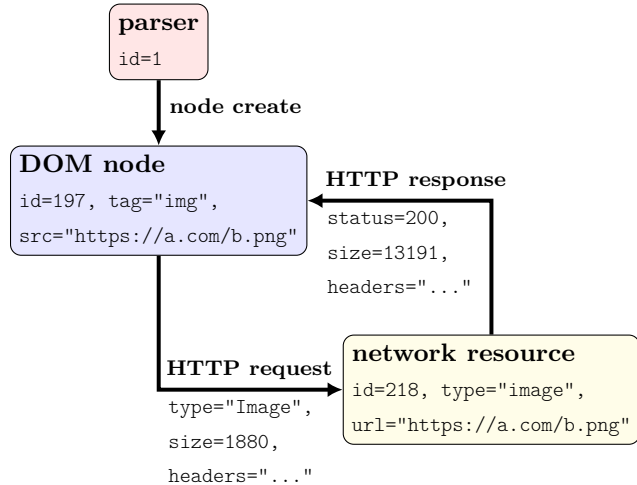 parser
id=1
node create
DOM node
id=197, tag="img",
src="https://a.com/b.png"
HTTP response
status=200,
size=13191,
headers="..."
HTTP request
type="Image",
size=1880,
headers="..."
network resource
id=218, type="image",
url="https://a.com/b.png"